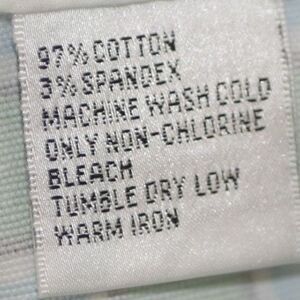 97% COTTON
3% SPANDEX
MACHINE WASH COLD
ONLY NON-CHLORINE
BLEACH
TUMBLE DRY LOW
WARM IRON